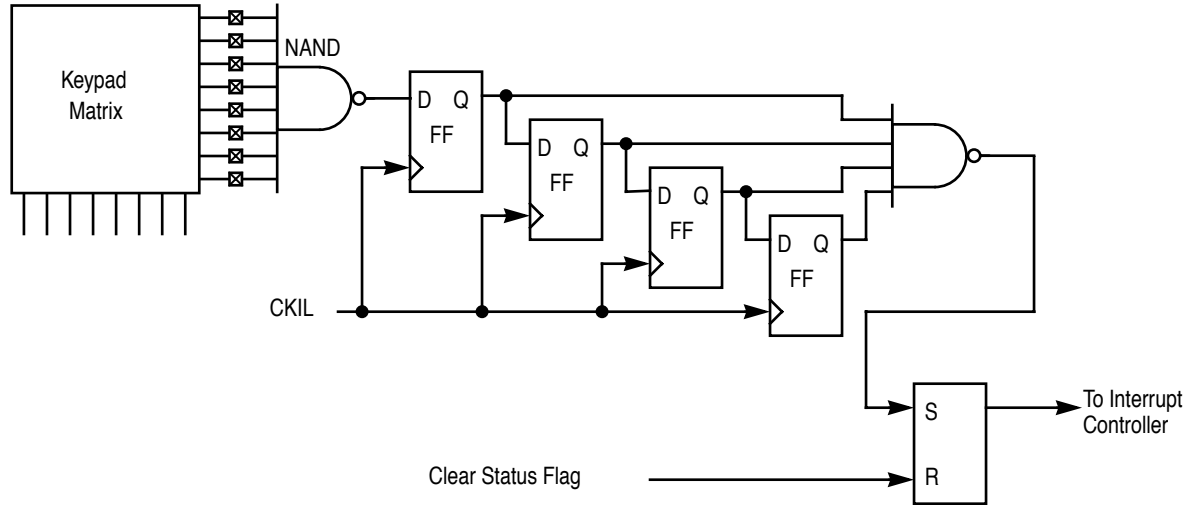 Keypad
Matrix
NAND
D Q
FF
D Q
FF
D Q
FF
D Q
FF
CKIL
S
R
To Interrupt
Controller
Clear Status Flag